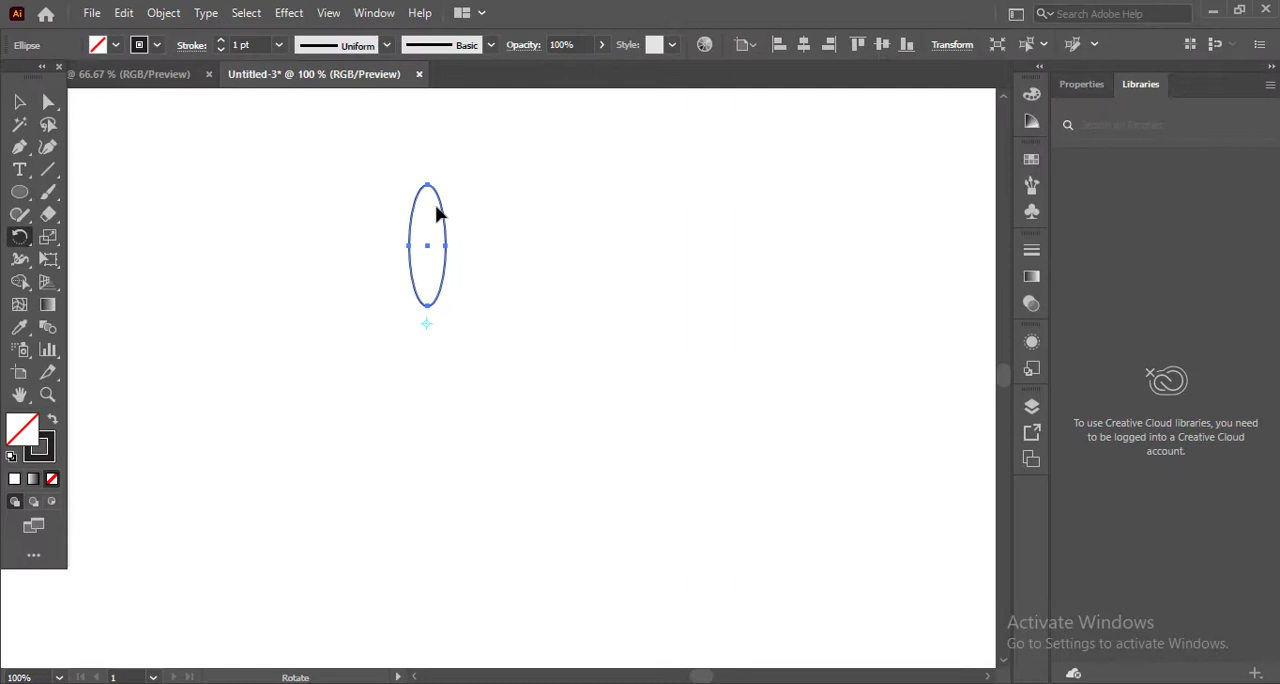 Ai File Edit Object Type Select Effect View Window Help Search Adobe Help
Ellipse Stroke: 1 pt Uniform Basic Opacity: 100% Style: Transform
@ 66.67 % (RGB/Preview) × Untitled-3* @ 100 % (RGB/Preview) ×
Properties Libraries
To use Creative Cloud libraries, you need
to be logged into a Creative Cloud
account.
Activate Windows
Go to Settings to activate Windows.
100% 1 Rotate